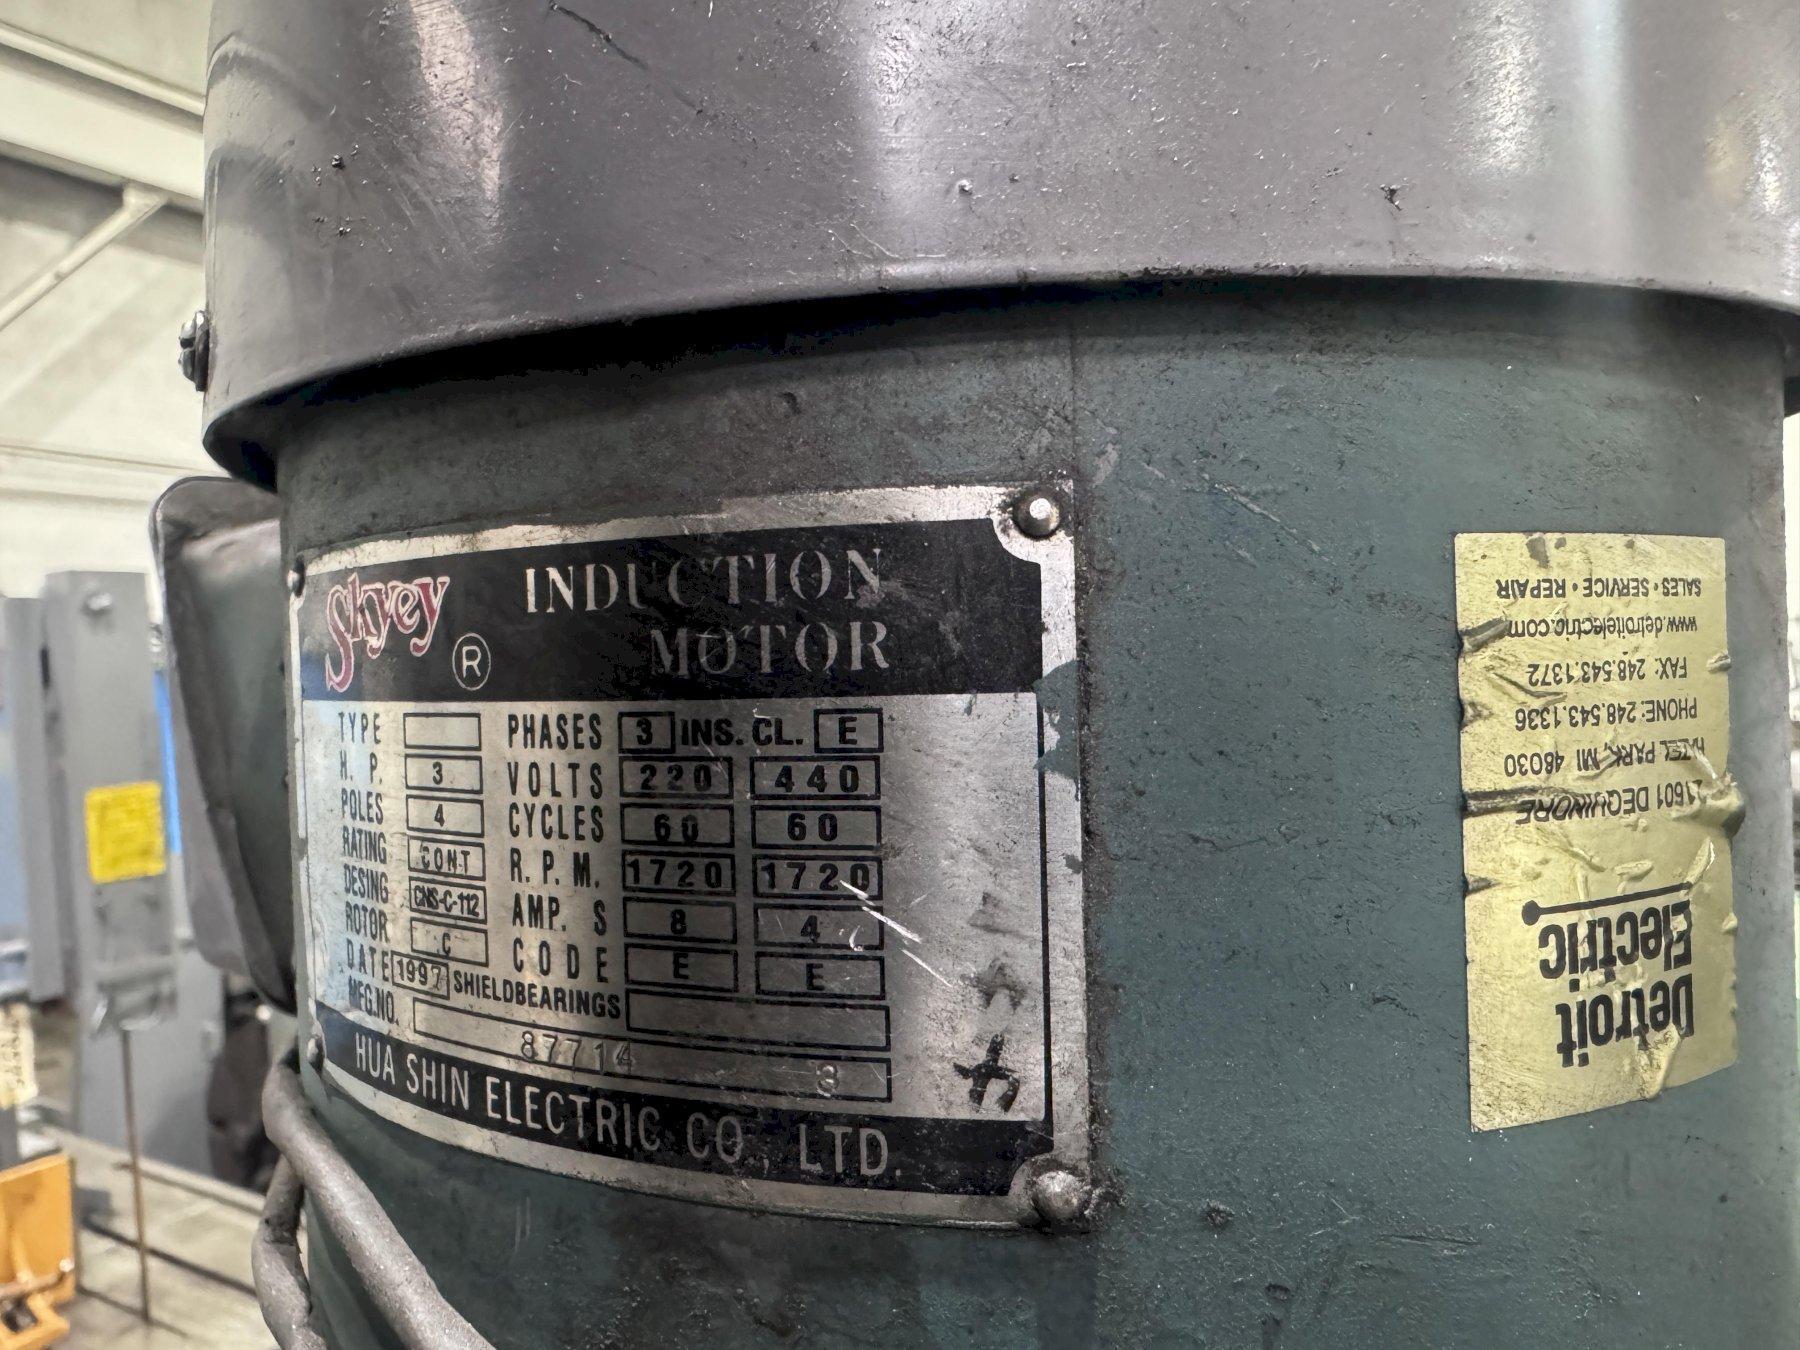 Skyey ® INDUCTION
MOTOR
TYPE PHASES 3 INS. CL. E
H. P. 3 VOLTS 220 440
POLES 4 CYCLES 60 60
RATING CONT R. P. M. 1720 1720
DESING CNS-C-112 AMP. S 8 4
ROTOR C CODE E E
DATE 1997 SHIELDBEARINGS
MFG.NO. 87714 8
HUA SHIN ELECTRIC CO., LTD.
Detroit
Electric
11601 DEQUINDRE
HAZEL PARK, MI 48030
PHONE: 248.543.1336
FAX: 248.543.1372
www.detroitelectric.com
SALES • SERVICE • REPAIR